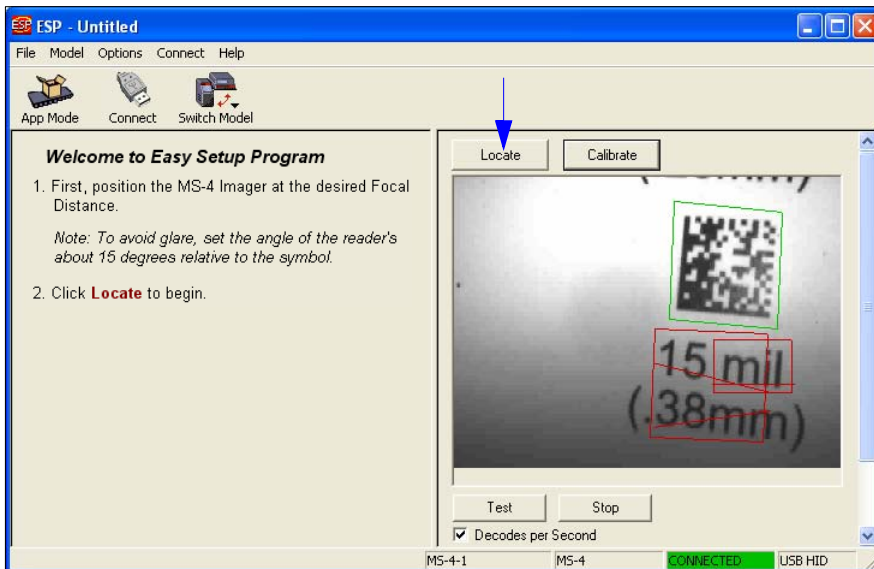 ESP - Untitled
File Model Options Connect Help
App Mode Connect Switch Model
Welcome to Easy Setup Program
1. First, position the MS-4 Imager at the desired Focal
Distance.
Note: To avoid glare, set the angle of the reader's
about 15 degrees relative to the symbol.
2. Click Locate to begin.
Locate Calibrate
15 mil
(.38mm)
Test Stop
Decodes per Second
MS-4-1 MS-4 CONNECTED USB HID